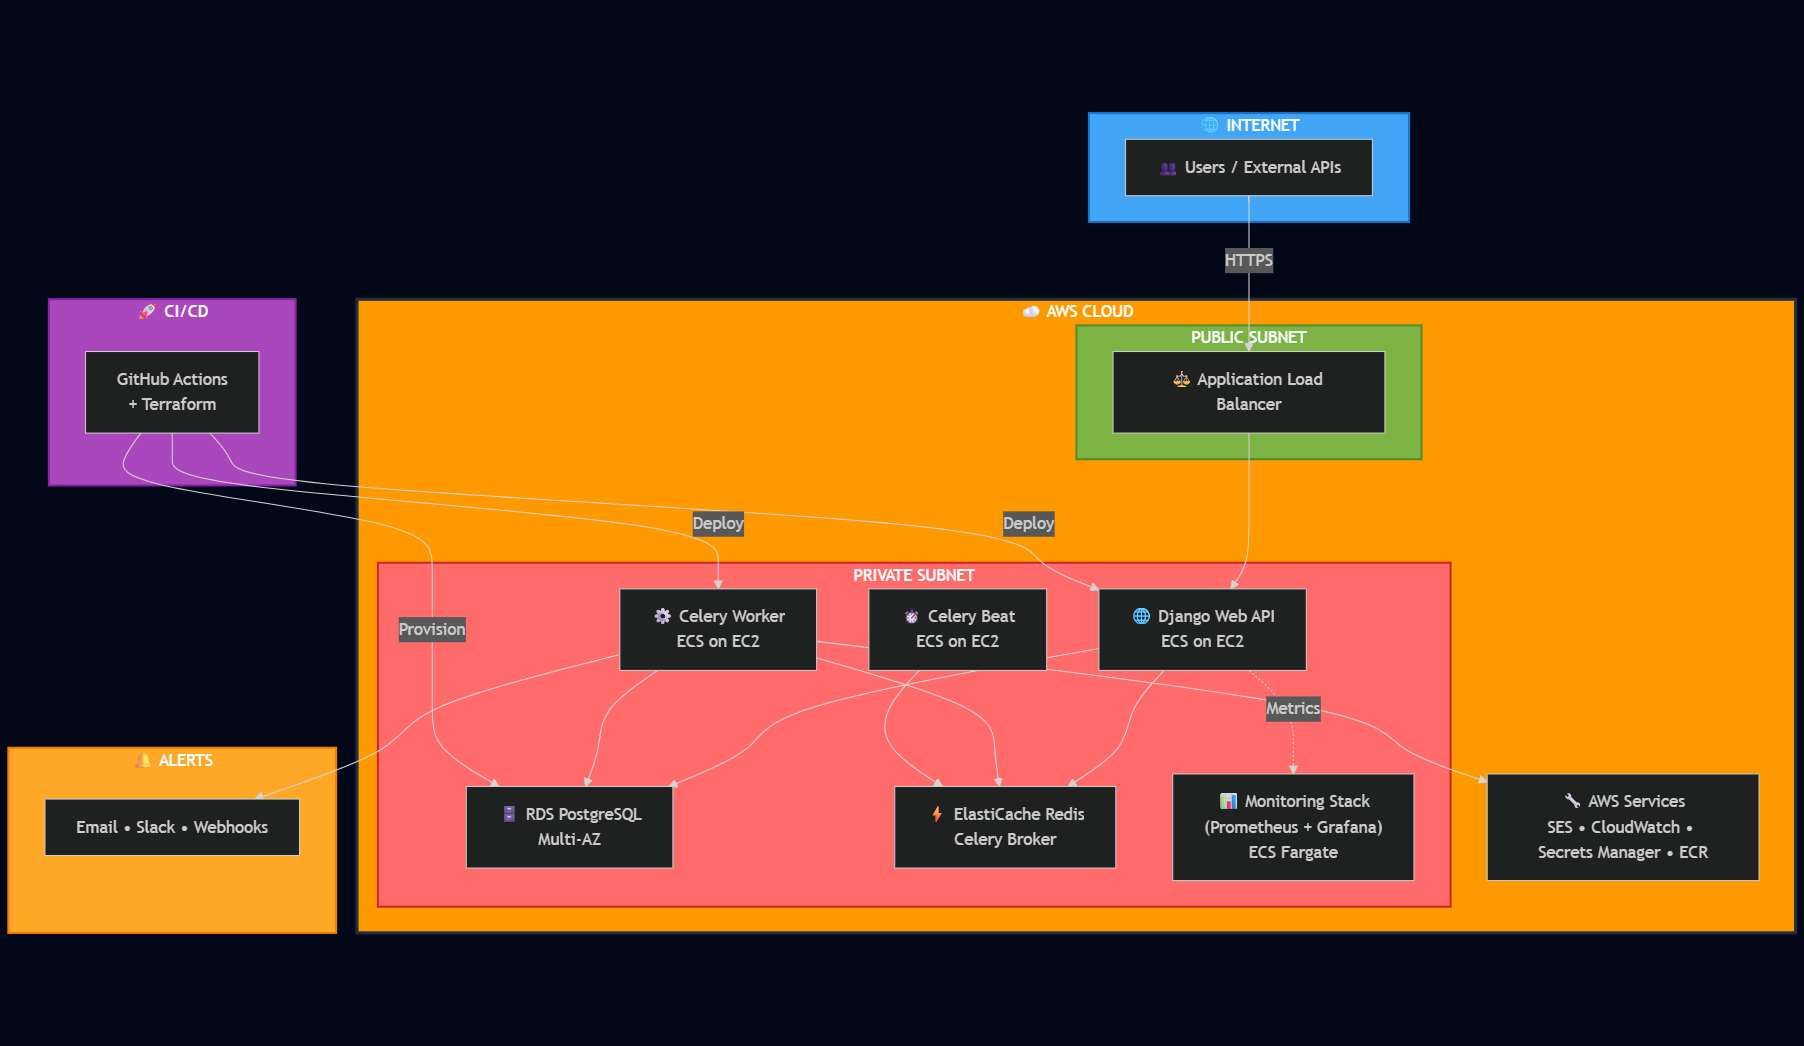 🌐 INTERNET
👥 Users / External APIs
HTTPS
🚀 CI/CD
GitHub Actions
+ Terraform
☁️ AWS CLOUD
PUBLIC SUBNET
⚖️ Application Load
Balancer
Deploy
Deploy
PRIVATE SUBNET
⚙️ Celery Worker
ECS on EC2
⏰ Celery Beat
ECS on EC2
🌐 Django Web API
ECS on EC2
Provision
Metrics
🔔 ALERTS
Email • Slack • Webhooks
🗄️ RDS PostgreSQL
Multi-AZ
⚡ ElastiCache Redis
Celery Broker
📊 Monitoring Stack
(Prometheus + Grafana)
ECS Fargate
🔧 AWS Services
SES • CloudWatch •
Secrets Manager • ECR